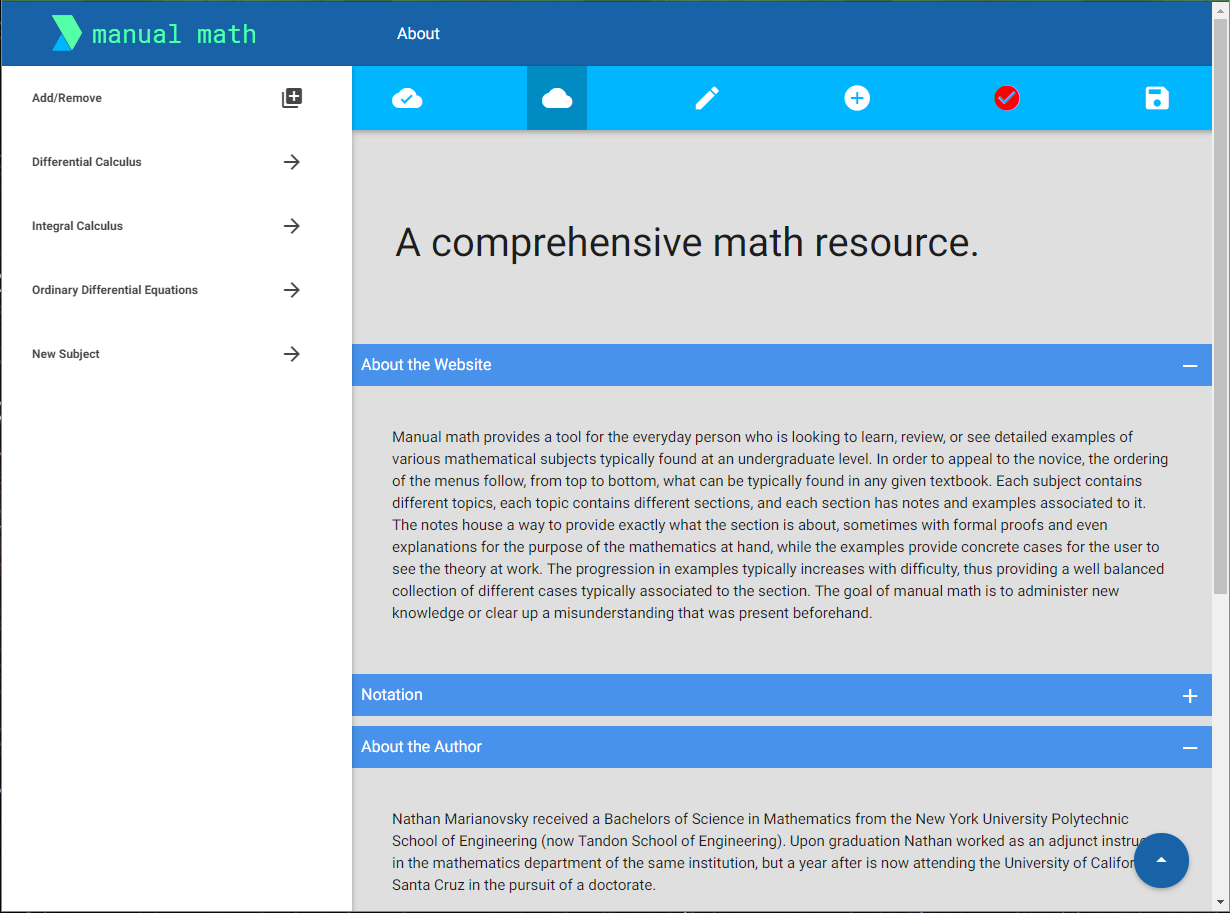 manual math
About
Add/Remove
Differential Calculus
Integral Calculus
Ordinary Differential Equations
New Subject
A comprehensive math resource.
About the Website
Manual math provides a tool for the everyday person who is looking to learn, review, or see detailed examples of
various mathematical subjects typically found at an undergraduate level. In order to appeal to the novice, the ordering
of the menus follow, from top to bottom, what can be typically found in any given textbook. Each subject contains
different topics, each topic contains different sections, and each section has notes and examples associated to it.
The notes house a way to provide exactly what the section is about, sometimes with formal proofs and even
explanations for the purpose of the mathematics at hand, while the examples provide concrete cases for the user to
see the theory at work. The progression in examples typically increases with difficulty, thus providing a well balanced
collection of different cases typically associated to the section. The goal of manual math is to administer new
knowledge or clear up a misunderstanding that was present beforehand.
Notation
About the Author
Nathan Marianovsky received a Bachelors of Science in Mathematics from the New York University Polytechnic
School of Engineering (now Tandon School of Engineering). Upon graduation Nathan worked as an adjunct
in the mathematics department of the same institution, but a year after is now attending the University of
Santa Cruz in the pursuit of a doctorate.